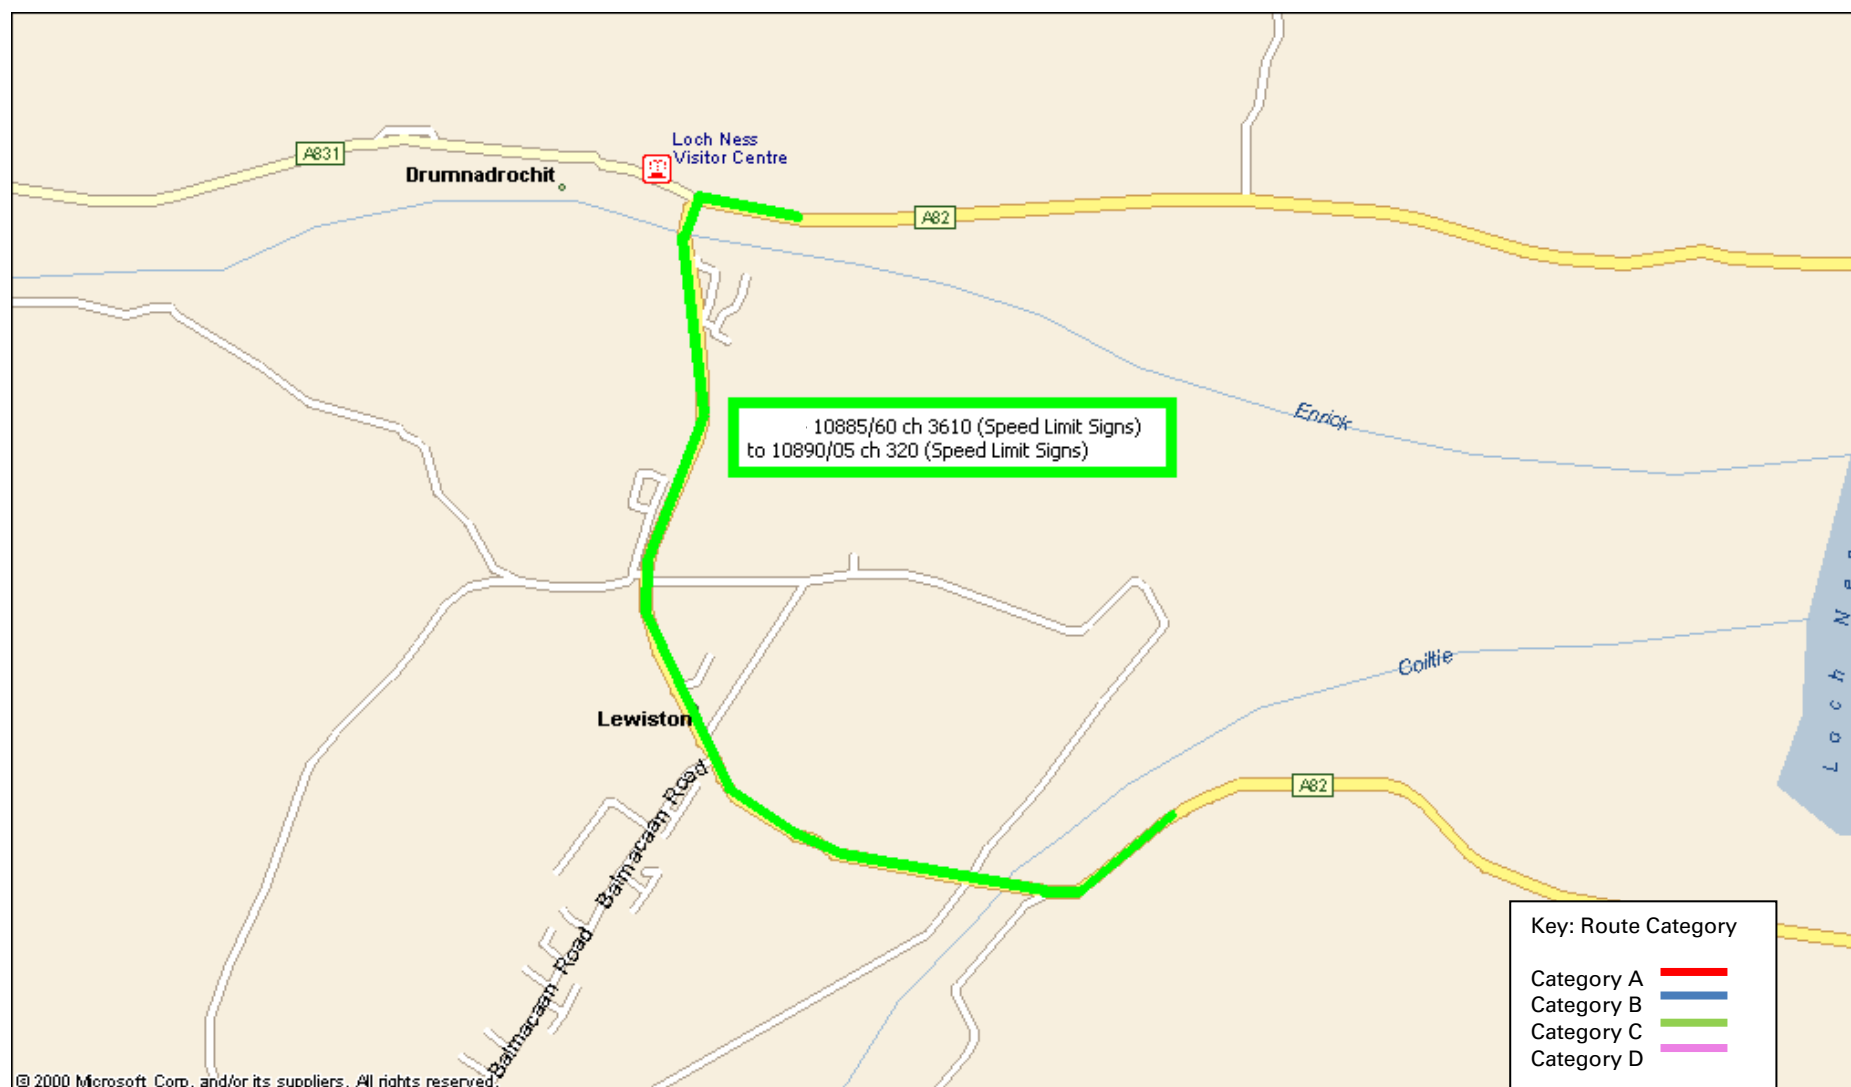 A831
Loch Ness
Visitor Centre
Drumnadrochit
A82
Enrick
10885/60 ch 3610 (Speed Limit Signs)
to 10890/05 ch 320 (Speed Limit Signs)
Loch Nes
Coiltie
Lewiston
Balmacaan Road
A82
Balmacaan Road
Key: Route Category
Category A
Category B
Category C
Category D
© 2000 Microsoft Corp. and/or its suppliers. All rights reserved.